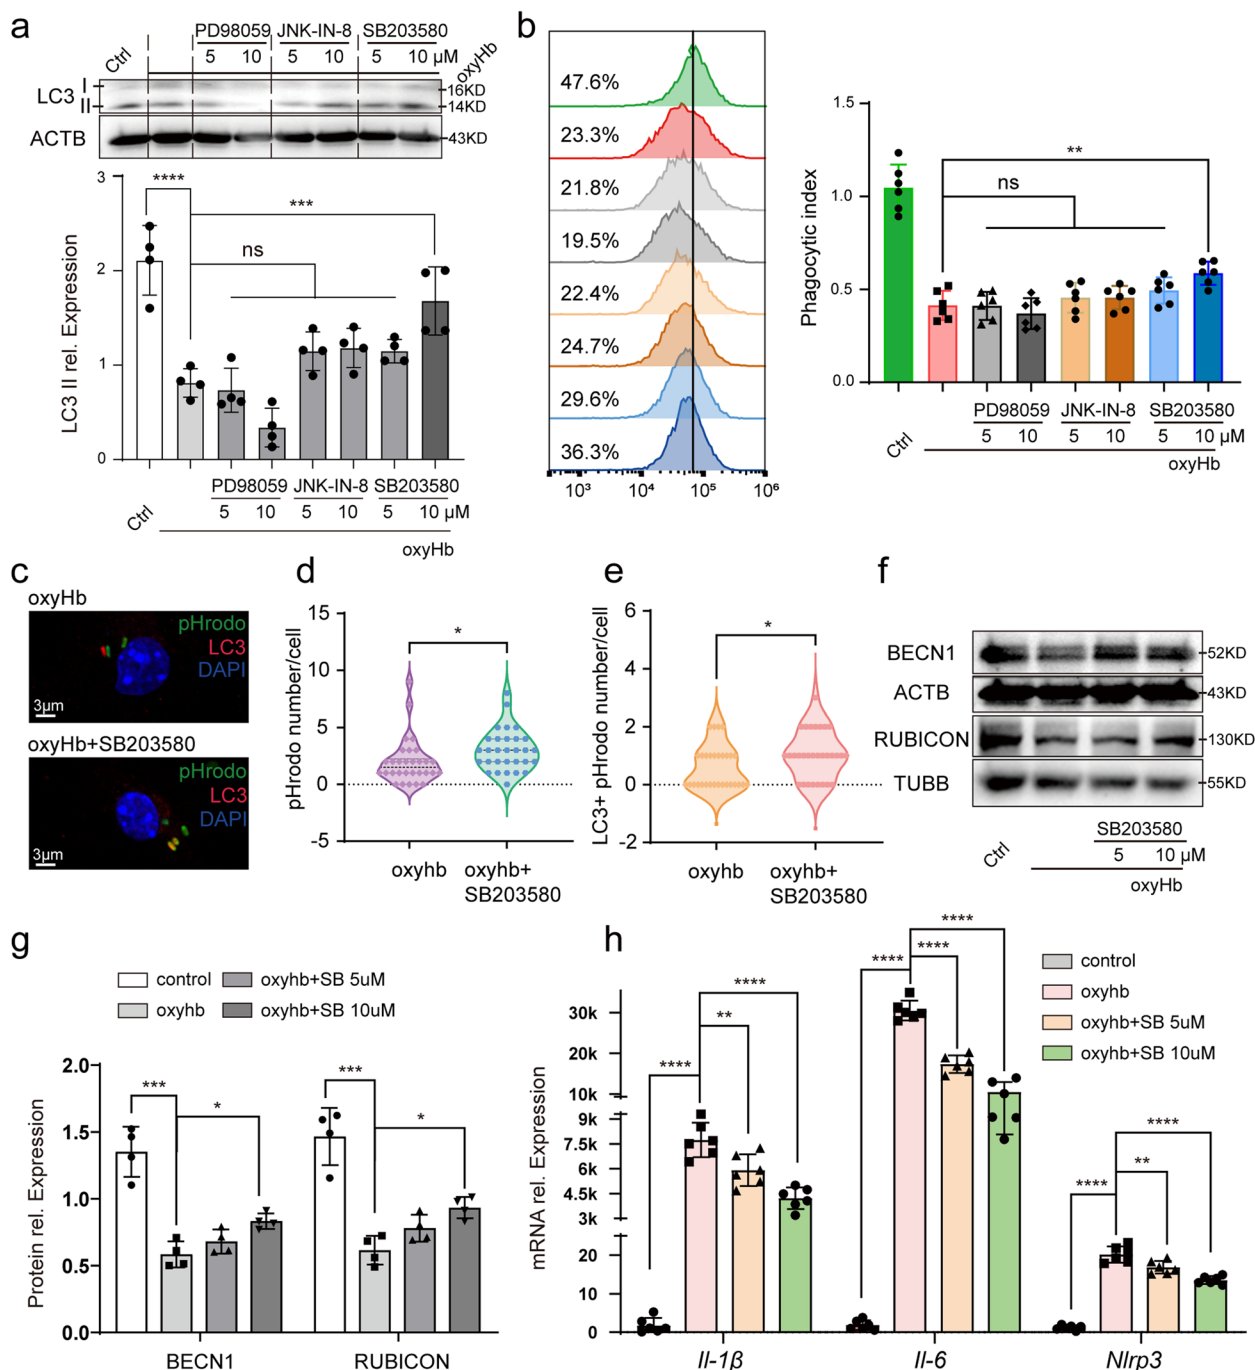 a
PD98059 JNK-IN-8 SB203580
Ctrl 5 10 5 10 5 10 µM oxyHb
LC3 I 16KD
II 14KD
ACTB 43KD
3
2
1
0
LC3 II rel. Expression
**** *** ns
PD98059 JNK-IN-8 SB203580
Ctrl 5 10 5 10 5 10 µM
oxyHb
b
47.6%
23.3%
21.8%
19.5%
22.4%
24.7%
29.6%
36.3%
10³ 10⁴ 10⁵ 10⁶
1.5
1.0
0.5
0.0
Phagocytic index
**
ns
PD98059 JNK-IN-8 SB203580
Ctrl 5 10 5 10 5 10 µM
oxyHb
c
oxyHb
pHrodo
LC3
DAPI
3µm
oxyHb+SB203580
pHrodo
LC3
DAPI
3µm
d
15
10
5
0
-5
pHrodo number/cell
*
oxyhb oxyhb+
SB203580
e
6
4
2
0
-2
LC3+ pHrodo number/cell
*
oxyhb oxyhb+
SB203580
f
BECN1 52KD
ACTB 43KD
RUBICON 130KD
TUBB 55KD
SB203580
Ctrl 5 10 µM
oxyHb
g
control oxyhb+SB 5uM
oxyhb oxyhb+SB 10uM
2.0
1.5
1.0
0.5
0.0
Protein rel. Expression
*** * *** *
BECN1 RUBICON
h
control
oxyhb
oxyhb+SB 5uM
oxyhb+SB 10uM
30k
20k
10k
9k
7.5k
6k
4.5k
3k
20
10
0
mRNA rel. Expression
**** ** ****
**** **** ****
**** ** ****
Il-1β Il-6 Nlrp3